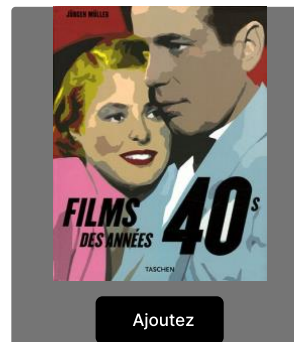 JÜRGEN MÜLLER
FILMS
DES ANNÉES
40s
TASCHEN
Ajoutez